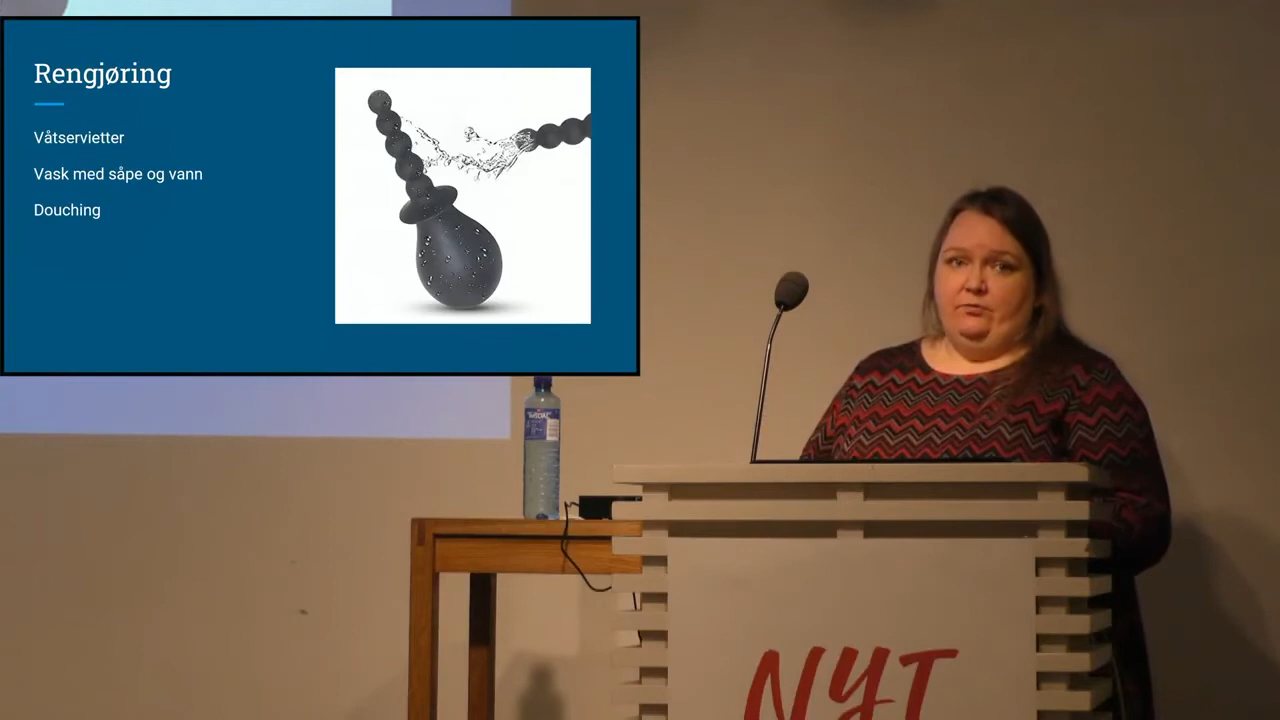 Rengjøring
Våtservietter
Vask med såpe og vann
Douching
NYT